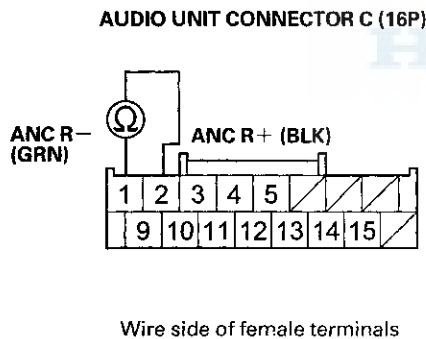 AUDIO UNIT CONNECTOR C (16P)
Ω
ANC R− ANC R+ (BLK)
(GRN)
1 2 3 4 5
9 10 11 12 13 14 15
Wire side of female terminals